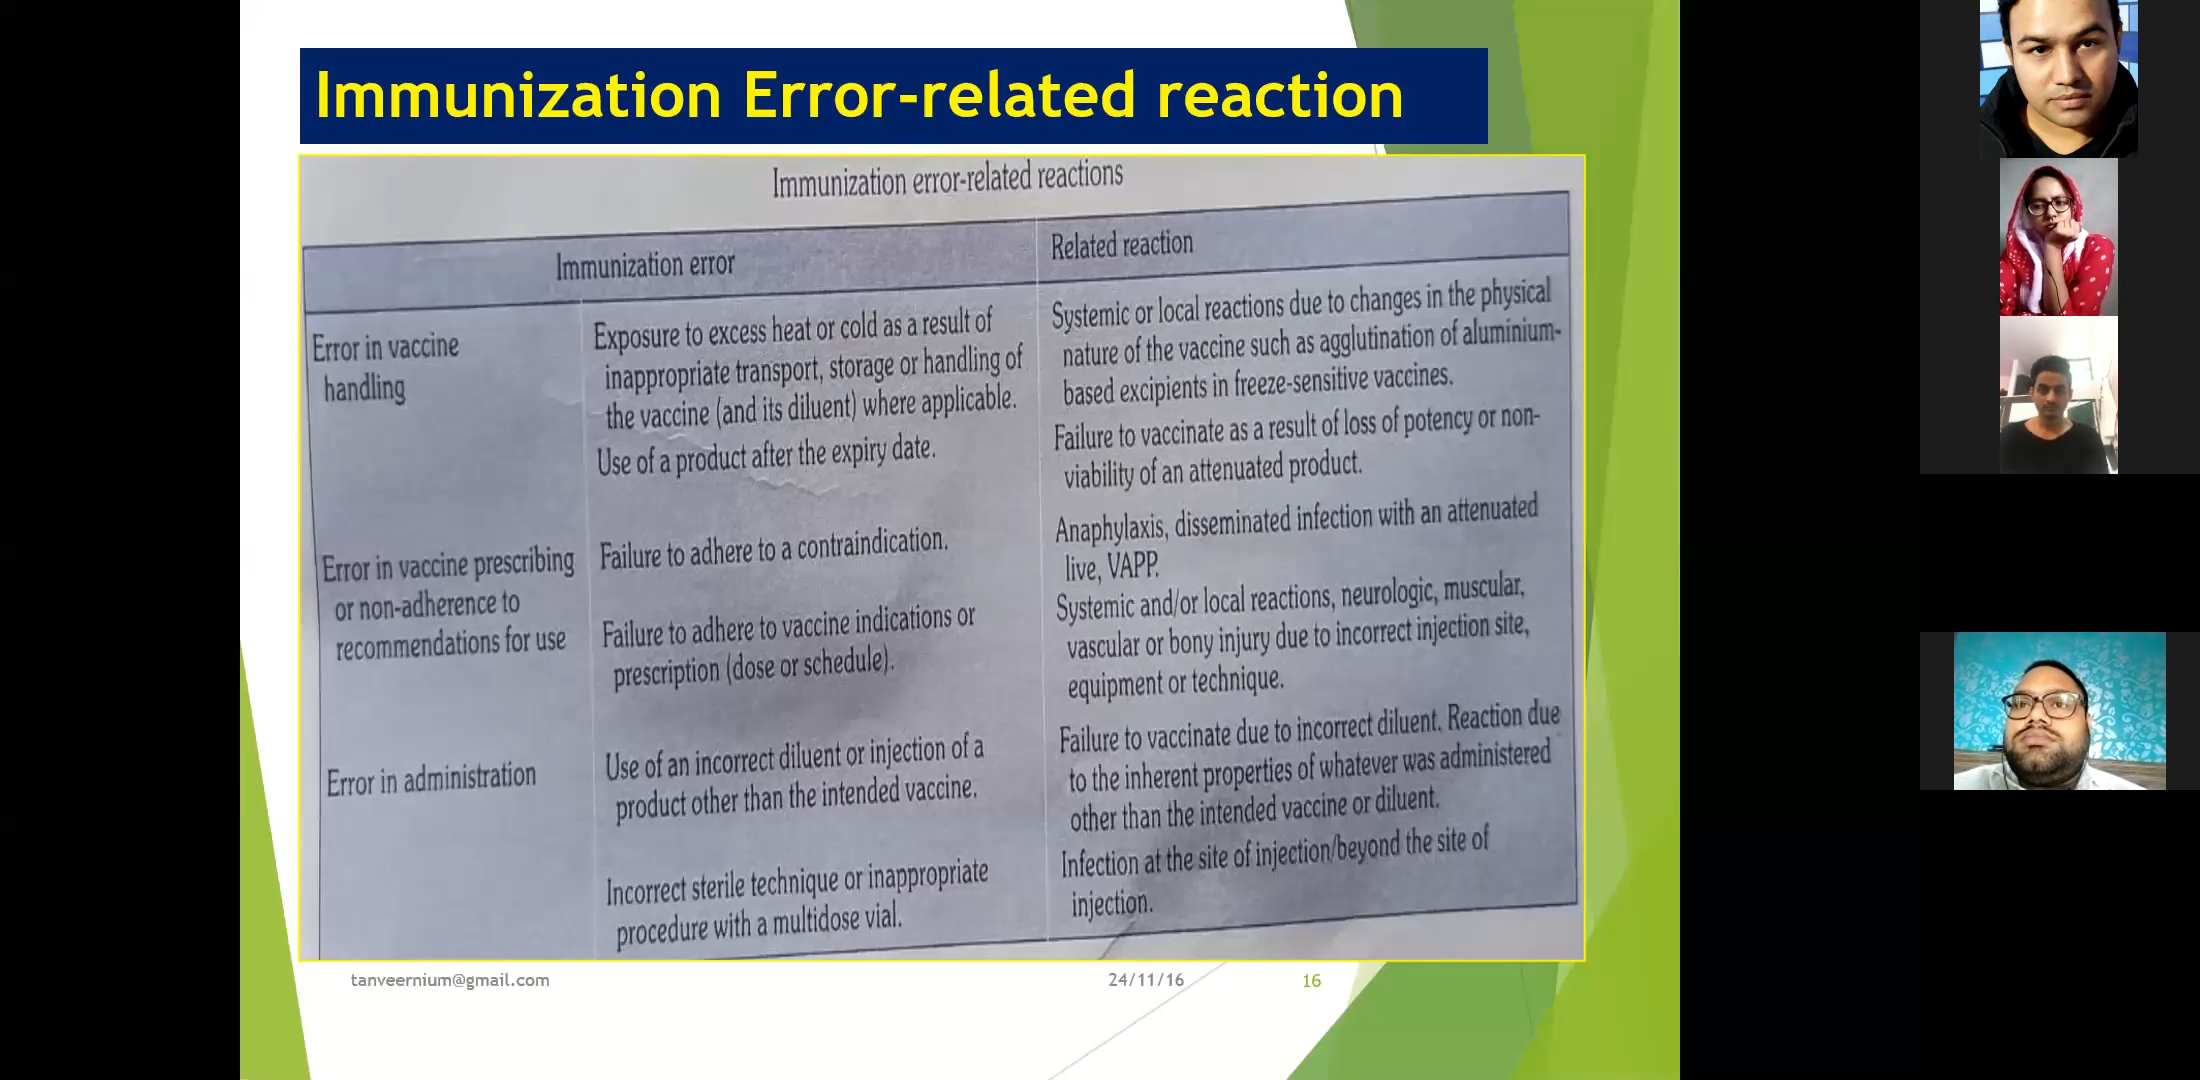 Immunization Error-related reaction
Immunization error-related reactions
Immunization error
Related reaction
Error in vaccine
handling
Exposure to excess heat or cold as a result of
inappropriate transport, storage or handling of
the vaccine (and its diluent) where applicable.
Use of a product after the expiry date.
Systemic or local reactions due to changes in the physical
nature of the vaccine such as agglutination of aluminium-
based excipients in freeze-sensitive vaccines.
Failure to vaccinate as a result of loss of potency or non-
viability of an attenuated product.
Error in vaccine prescribing
or non-adherence to
recommendations for use
Failure to adhere to a contraindication.
Failure to adhere to vaccine indications or
prescription (dose or schedule).
Anaphylaxis, disseminated infection with an attenuated
live, VAPP.
Systemic and/or local reactions, neurologic, muscular,
vascular or bony injury due to incorrect injection site,
equipment or technique.
Error in administration
Use of an incorrect diluent or injection of a
product other than the intended vaccine.
Incorrect sterile technique or inappropriate
procedure with a multidose vial.
Failure to vaccinate due to incorrect diluent. Reaction due
to the inherent properties of whatever was administered
other than the intended vaccine or diluent.
Infection at the site of injection/beyond the site of
injection.
tanveernium@gmail.com
24/11/16
16